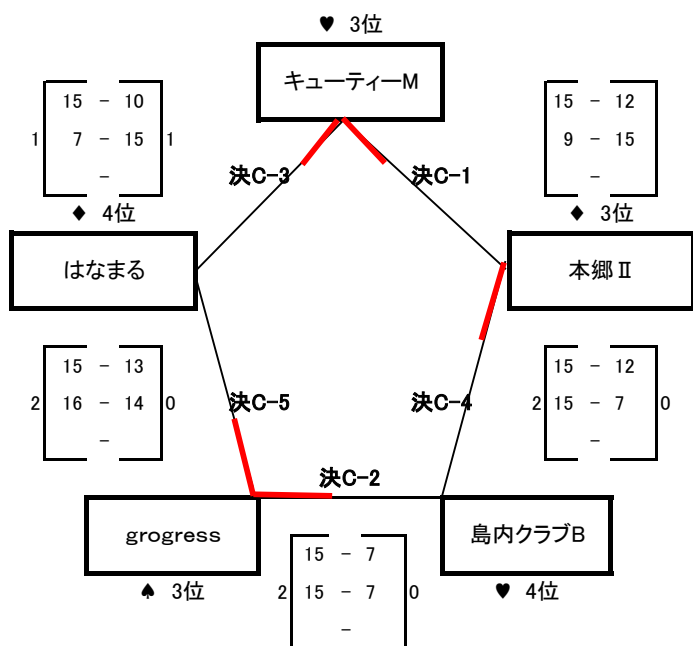 ♥ 3位
キューティーM
15 - 10
1 7 - 15 1
-
15 - 12
9 - 15
-
決C-3
決C-1
♦ 4位
♦ 3位
はなまる
本郷Ⅱ
15 - 13
2 16 - 14 0
-
15 - 12
2 15 - 7 0
-
決C-5
決C-4
決C-2
grogress
島内クラブB
♠ 3位
♥ 4位
15 - 7
2 15 - 7 0
-